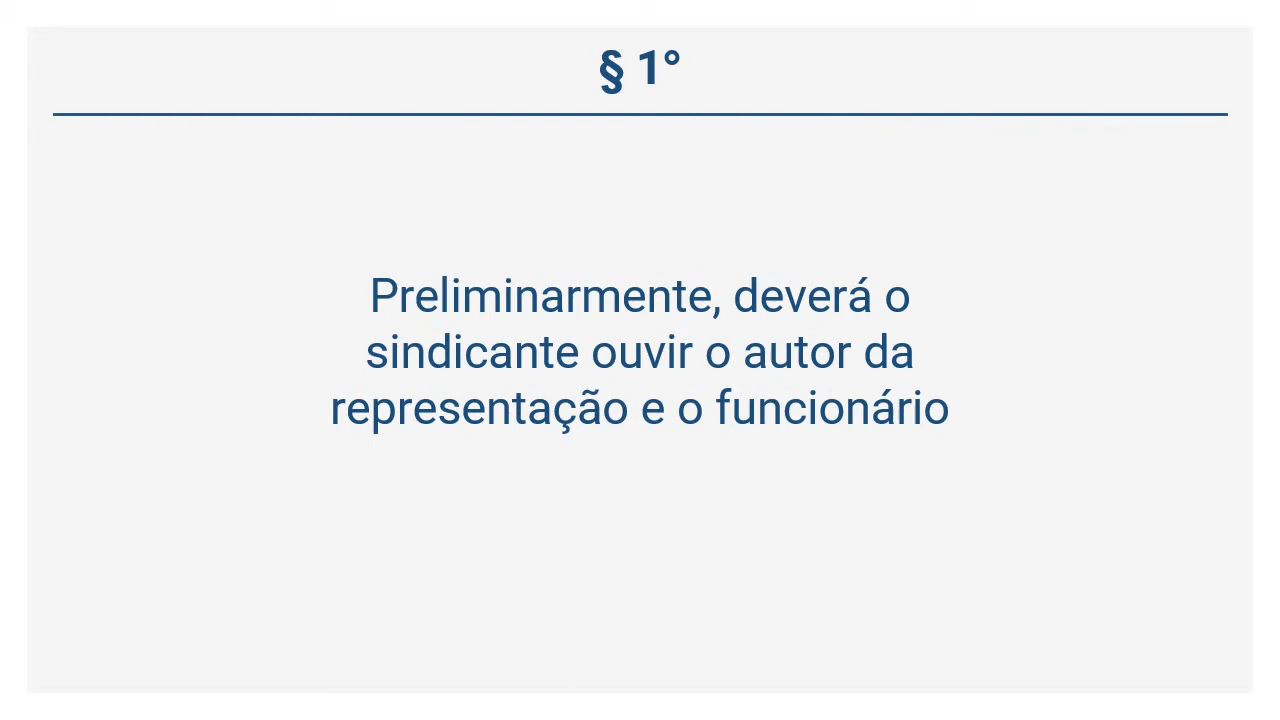 § 1°
Preliminarmente, deverá o
sindicante ouvir o autor da
representação e o funcionário